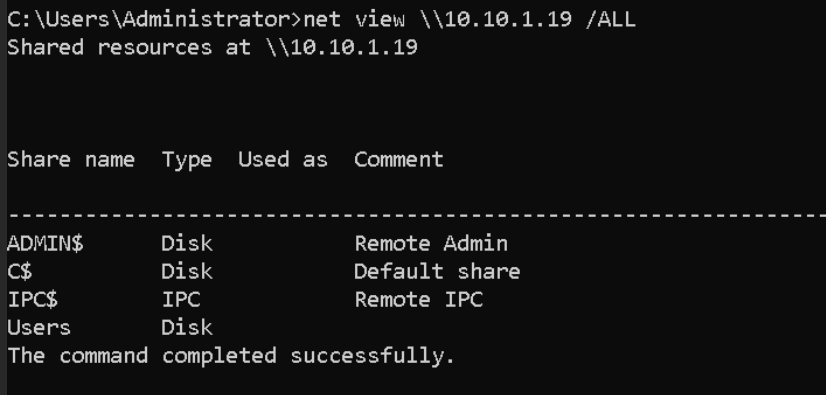 C:\Users\Administrator>net view \\10.10.1.19 /ALL
Shared resources at \\10.10.1.19
Share name  Type  Used as  Comment
-------------------------------------------------------------------------------
ADMIN$      Disk           Remote Admin
C$          Disk           Default share
IPC$        IPC            Remote IPC
Users       Disk
The command completed successfully.